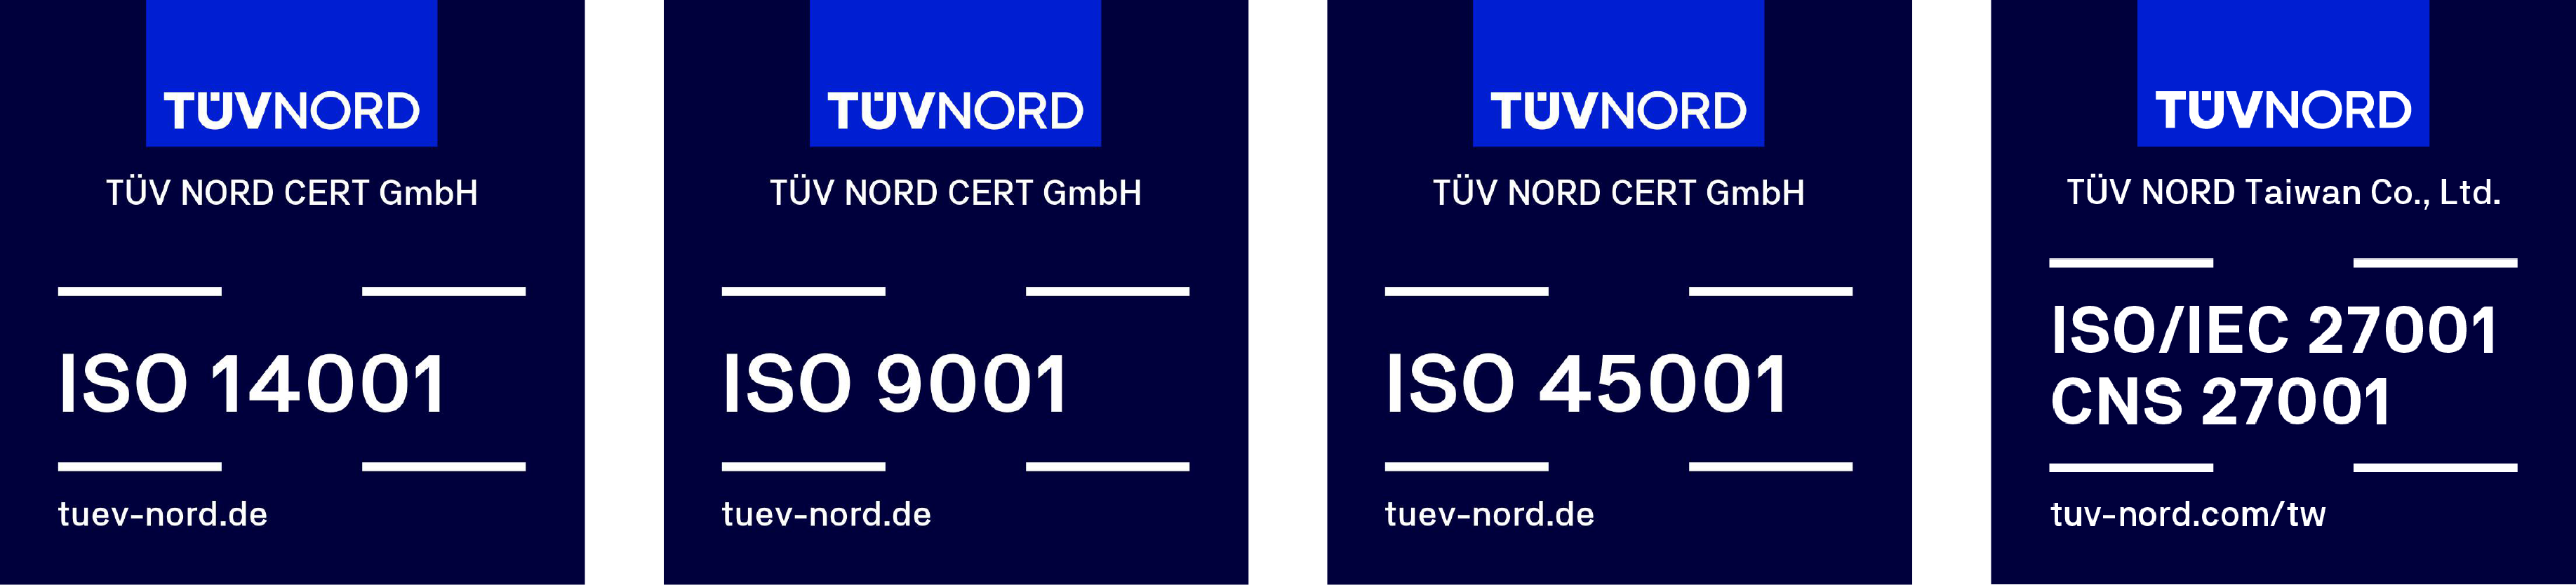 TÜVNORD
TÜV NORD CERT GmbH
ISO 14001
tuev-nord.de
TÜVNORD
TÜV NORD CERT GmbH
ISO 9001
tuev-nord.de
TÜVNORD
TÜV NORD CERT GmbH
ISO 45001
tuev-nord.de
TÜVNORD
TÜV NORD Taiwan Co., Ltd.
ISO/IEC 27001
CNS 27001
tuv-nord.com/tw